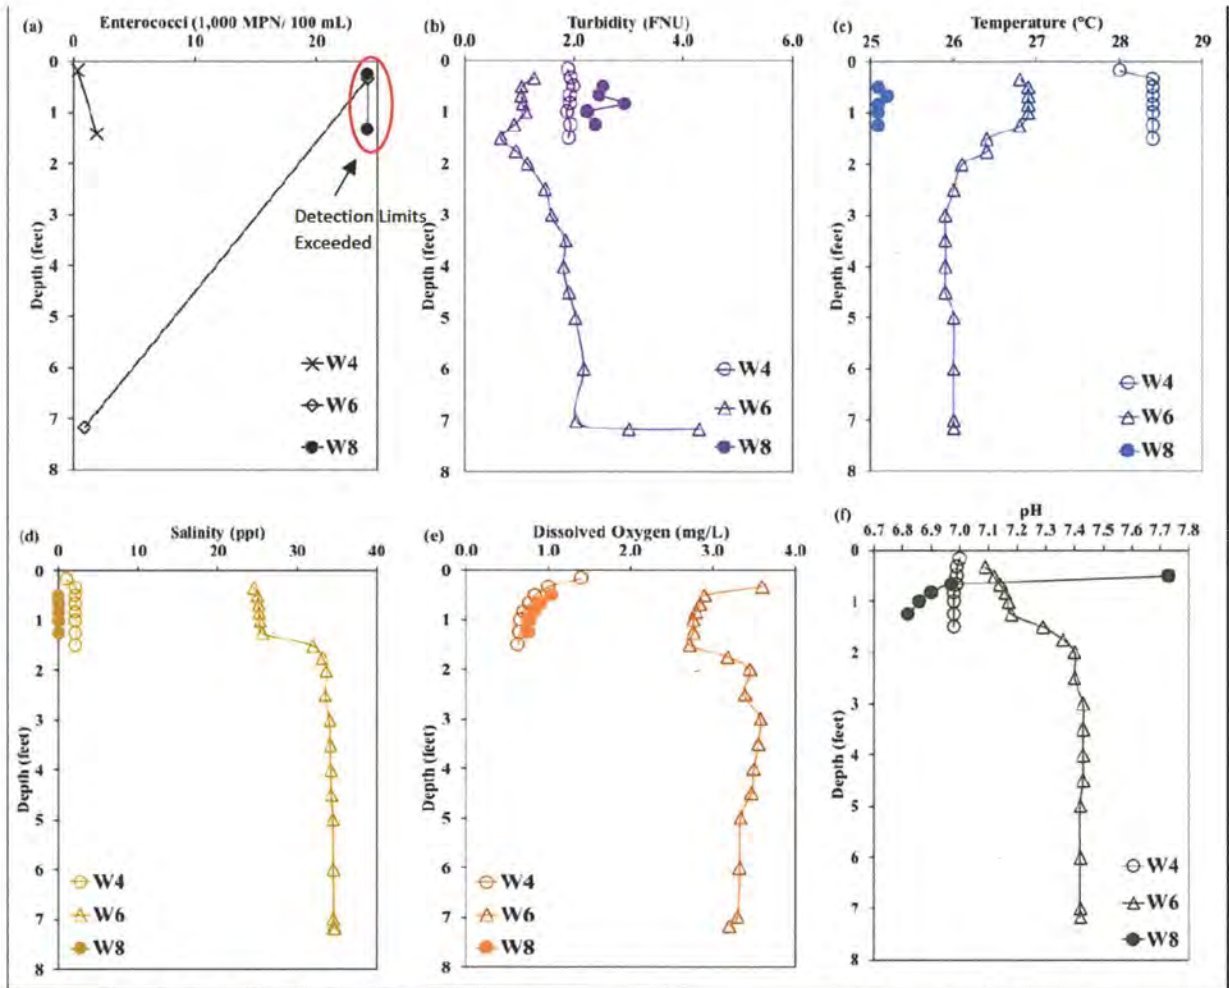 (a) Enterococi (1,000 MPN/ 100 mL)
0 10 20
0
1
2
3
4
5
6
7
8
Depth (feet)
Detection Limits
Exceeded
W4
W6
W8
(b) Turbidity (FNU)
0.0 2.0 4.0 6.0
0
1
2
3
4
5
6
7
8
Depth (feet)
W4
W6
W8
(c) Temperature (°C)
25 26 27 28 29
0
1
2
3
4
5
6
7
8
Depth (feet)
W4
W6
W8
(d) Salinity (ppt)
0 10 20 30 40
0
1
2
3
4
5
6
7
8
Depth (feet)
W4
W6
W8
(e) Dissolved Oxygen (mg/L)
0.0 1.0 2.0 3.0 4.0
0
1
2
3
4
5
6
7
8
Depth (feet)
W4
W6
W8
(f) pH
6.7 6.8 6.9 7.0 7.1 7.2 7.3 7.4 7.5 7.6 7.7 7.8
0
1
2
3
4
5
6
7
8
Depth (feet)
W4
W6
W8